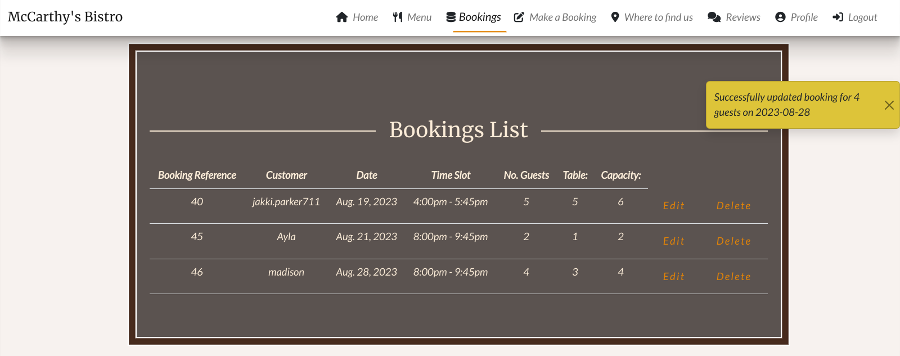 McCarthy's Bistro Home Menu Bookings Make a Booking Where to find us Reviews Profile Logout
Successfully updated booking for 4
guests on 2023-08-28
Bookings List
Booking Reference Customer Date Time Slot No. Guests Table: Capacity:
40 jakki.parker711 Aug. 19, 2023 4:00pm - 5:45pm 5 5 6 Edit Delete
45 Ayla Aug. 21, 2023 8:00pm - 9:45pm 2 1 2 Edit Delete
46 madison Aug. 28, 2023 8:00pm - 9:45pm 4 3 4 Edit Delete